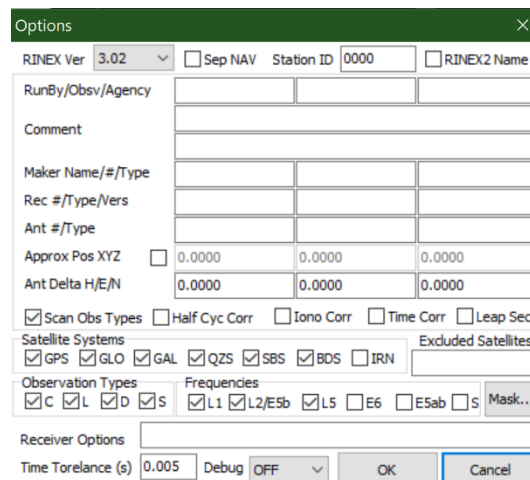 Options
RINEX Ver 3.02 Sep NAV Station ID 0000 RINEX2 Name
RunBy/Obsv/Agency
Comment
Maker Name/#/Type
Rec #/Type/Vers
Ant #/Type
Approx Pos XYZ 0.0000 0.0000 0.0000
Ant Delta H/E/N 0.0000 0.0000 0.0000
Scan Obs Types Half Cyc Corr Iono Corr Time Corr Leap Sec
Satellite Systems Excluded Satellites
GPS GLO GAL QZS SBS BDS IRN
Observation Types Frequencies
C L D S L1 L2/E5b L5 E6 E5ab S Mask..
Receiver Options
Time Torelance (s) 0.005 Debug OFF OK Cancel